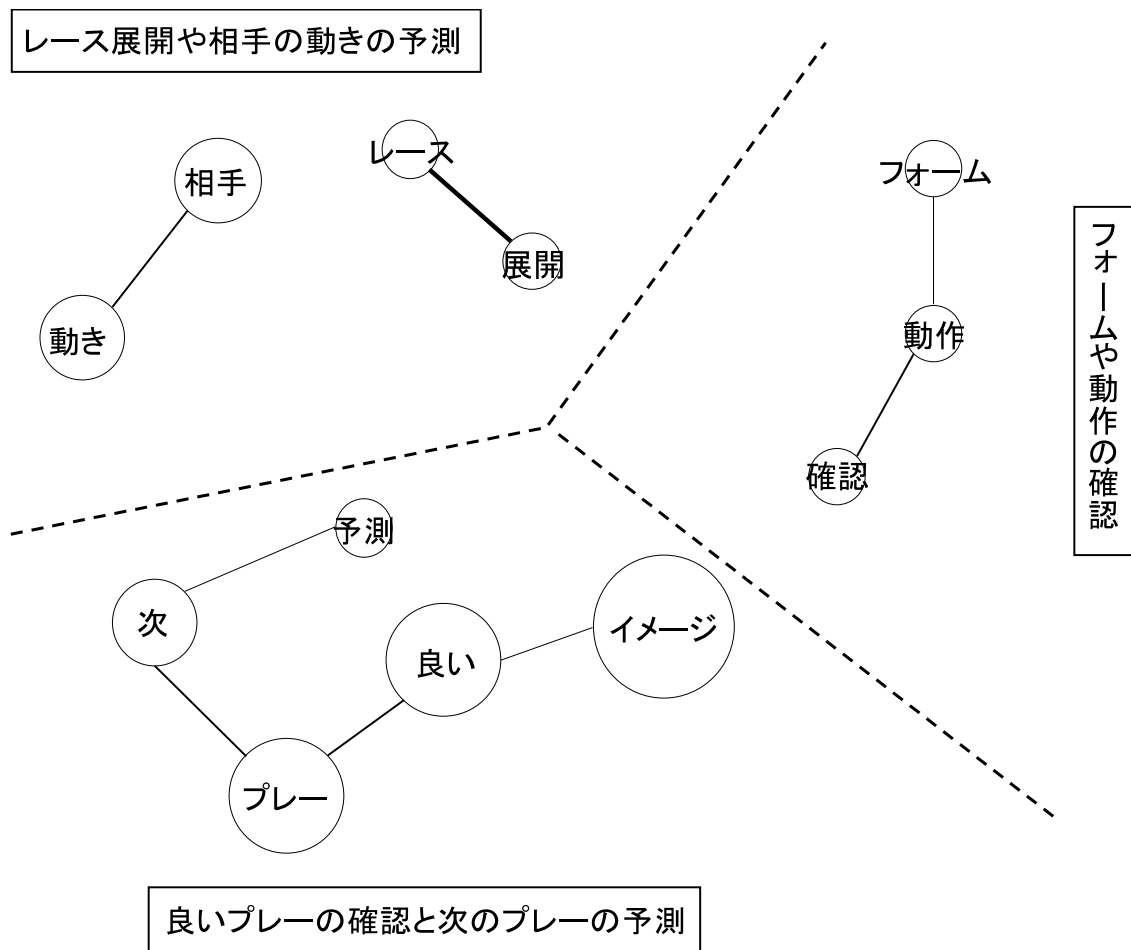 レース展開や相手の動きの予測
レース
相手
フォーム
展開
動き
動作
フォームや動作の確認
確認
予測
次
イメージ
良い
プレー
良いプレーの確認と次のプレーの予測